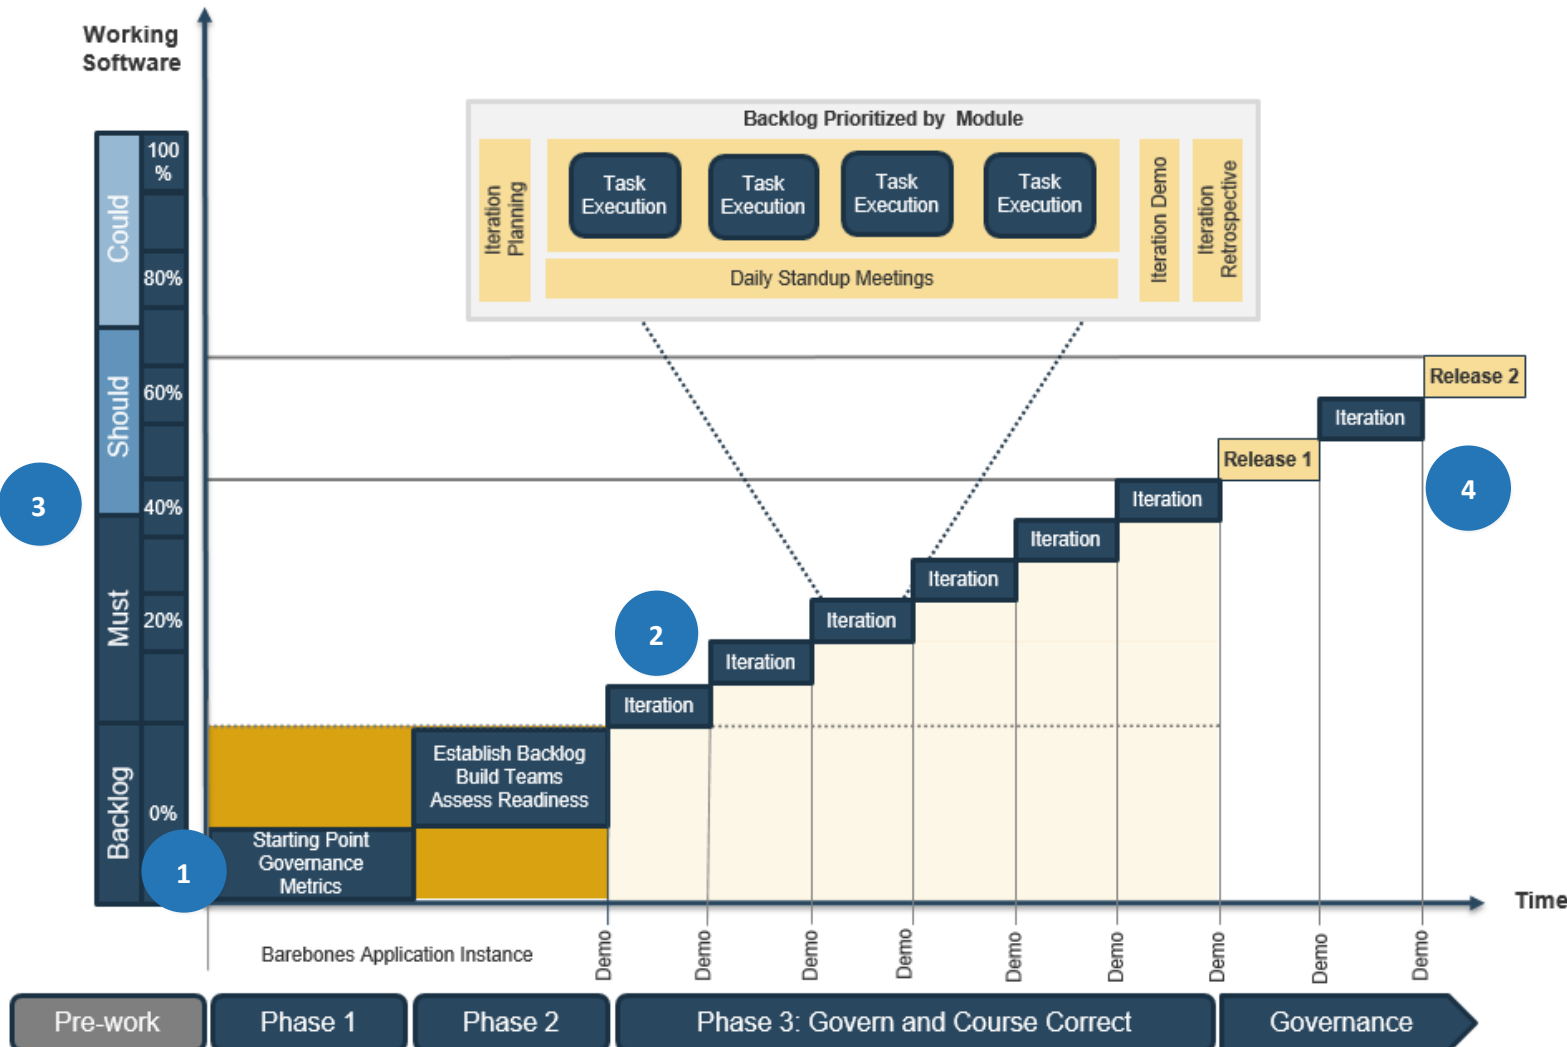 Working
Software
Backlog Prioritized by Module
Iteration
Planning
Task
Execution
Task
Execution
Task
Execution
Task
Execution
Daily Standup Meetings
Iteration Demo
Iteration
Retrospective
Could
Should
Must
Backlog
100
%
80%
60%
40%
20%
0%
3
1
2
4
Starting Point
Governance
Metrics
Establish Backlog
Build Teams
Assess Readiness
Iteration
Iteration
Iteration
Iteration
Iteration
Iteration
Release 1
Iteration
Release 2
Time
Barebones Application Instance
Demo
Demo
Demo
Demo
Demo
Demo
Demo
Demo
Demo
Pre-work
Phase 1
Phase 2
Phase 3: Govern and Course Correct
Governance